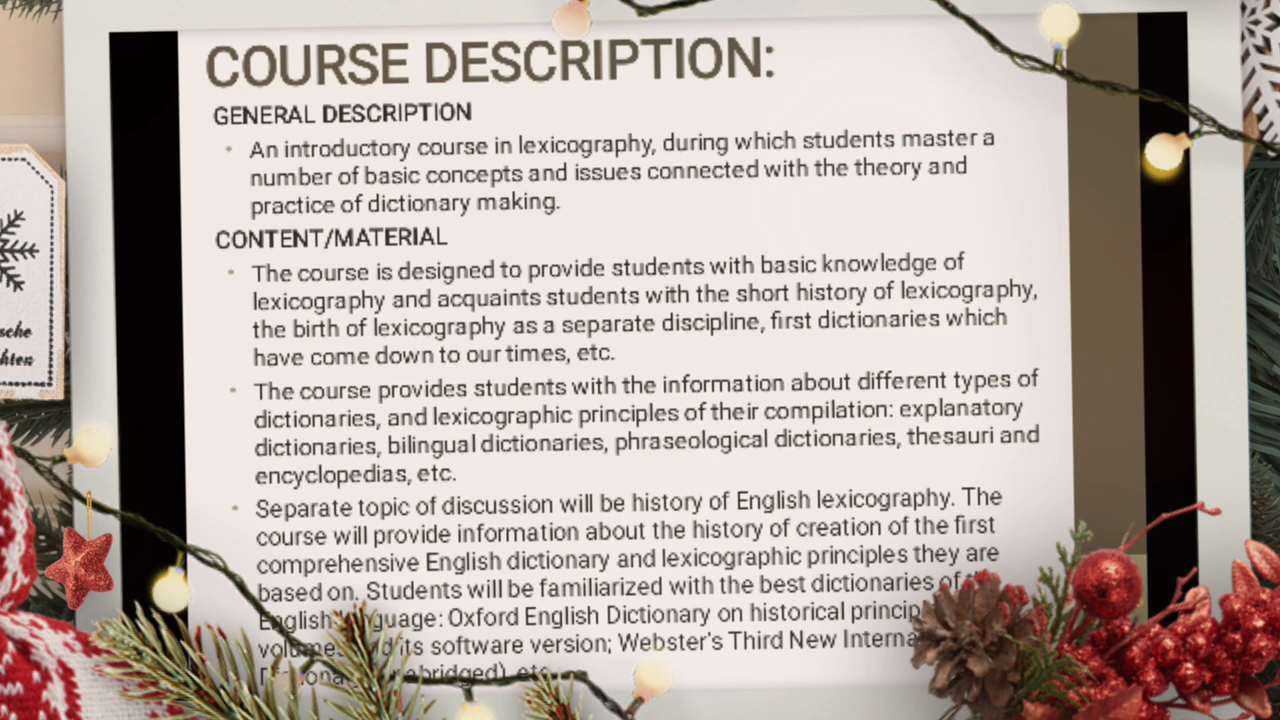 COURSE DESCRIPTION:
GENERAL DESCRIPTION
• An introductory course in lexicography, during which students master a
number of basic concepts and issues connected with the theory and
practice of dictionary making.
CONTENT/MATERIAL
• The course is designed to provide students with basic knowledge of
lexicography and acquaints students with the short history of lexicography,
the birth of lexicography as a separate discipline, first dictionaries which
have come down to our times, etc.
• The course provides students with the information about different types of
dictionaries, and lexicographic principles of their compilation: explanatory
dictionaries, bilingual dictionaries, phraseological dictionaries, thesauri and
encyclopedias, etc.
• Separate topic of discussion will be history of English lexicography. The
course will provide information about the history of creation of the first
comprehensive English dictionary and lexicographic principles they are
based on. Students will be familiarized with the best dictionaries of
English Oxford English Dictionary on historical
its software version; Webster's Third New
etc
sche